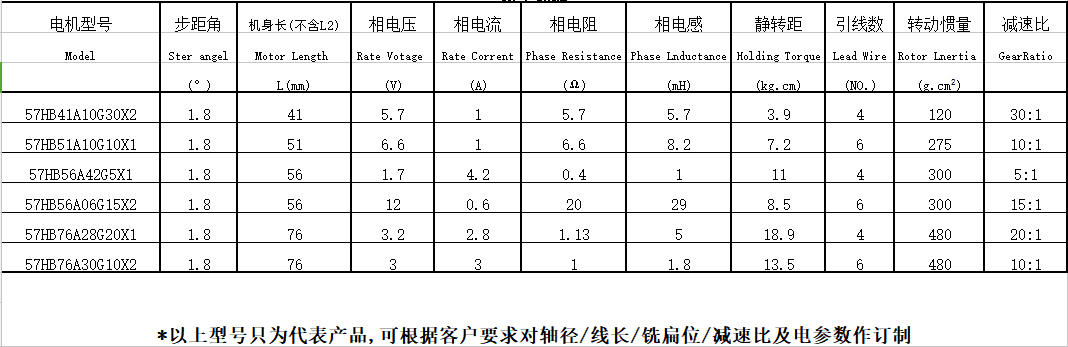 电机型号 步距角 机身长(不含L2) 相电压 相电流 相电阻 相电感 静转距 引线数 转动惯量 减速比
Model Ster angel Motor Length Rate Votage Rate Current Phase Resistance Phase Lnductance Holding Torque Lead Wire Rotor Lnertia GearRatio
(°) L(mm) (V) (A) (Ω) (mH) (kg.cm) (NO.) (g.cm²)
57HB41A10G30X2 1.8 41 5.7 1 5.7 5.7 3.9 4 120 30:1
57HB51A10G10X1 1.8 51 6.6 1 6.6 8.2 7.2 6 275 10:1
57HB56A42G5X1 1.8 56 1.7 4.2 0.4 1 11 4 300 5:1
57HB56A06G15X2 1.8 56 12 0.6 20 29 8.5 6 300 15:1
57HB76A28G20X1 1.8 76 3.2 2.8 1.13 5 18.9 4 480 20:1
57HB76A30G10X2 1.8 76 3 3 1 1.8 13.5 6 480 10:1
*以上型号只为代表产品,可根据客户要求对轴径/线长/铣扁位/减速比及电参数作订制